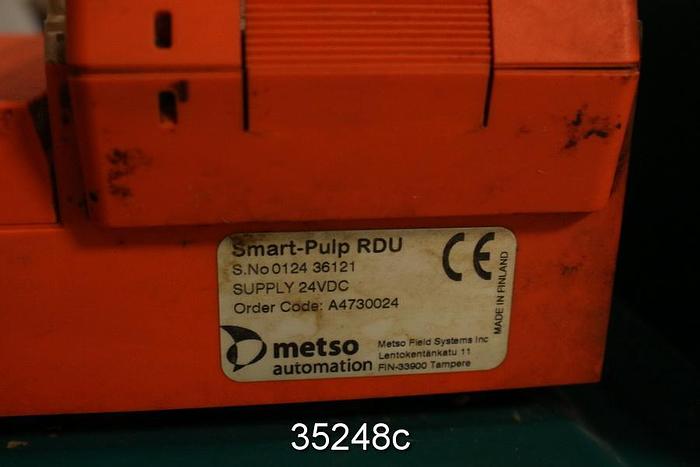 Smart-Pulp RDU
S.No 0124 36121
SUPPLY 24VDC
Order Code: A4730024
CE
MADE IN FINLAND
metso
automation
Metso Field Systems Inc
Lentokentänkatu 11
FIN-33900 Tampere
35248c